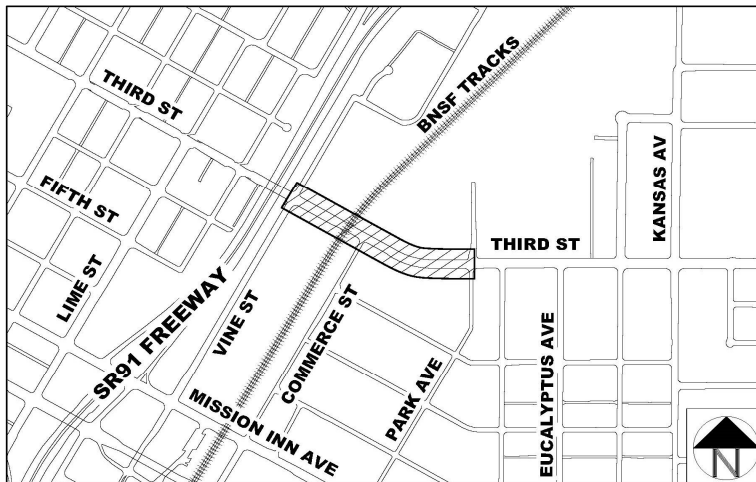 THIRD ST
BNSF TRACKS
KANSAS AV
FIFTH ST
THIRD ST
LIME ST
SR91 FREEWAY
VINE ST
COMMERCE ST
PARK AVE
EUCALYPTUS AVE
MISSION INN AVE
N